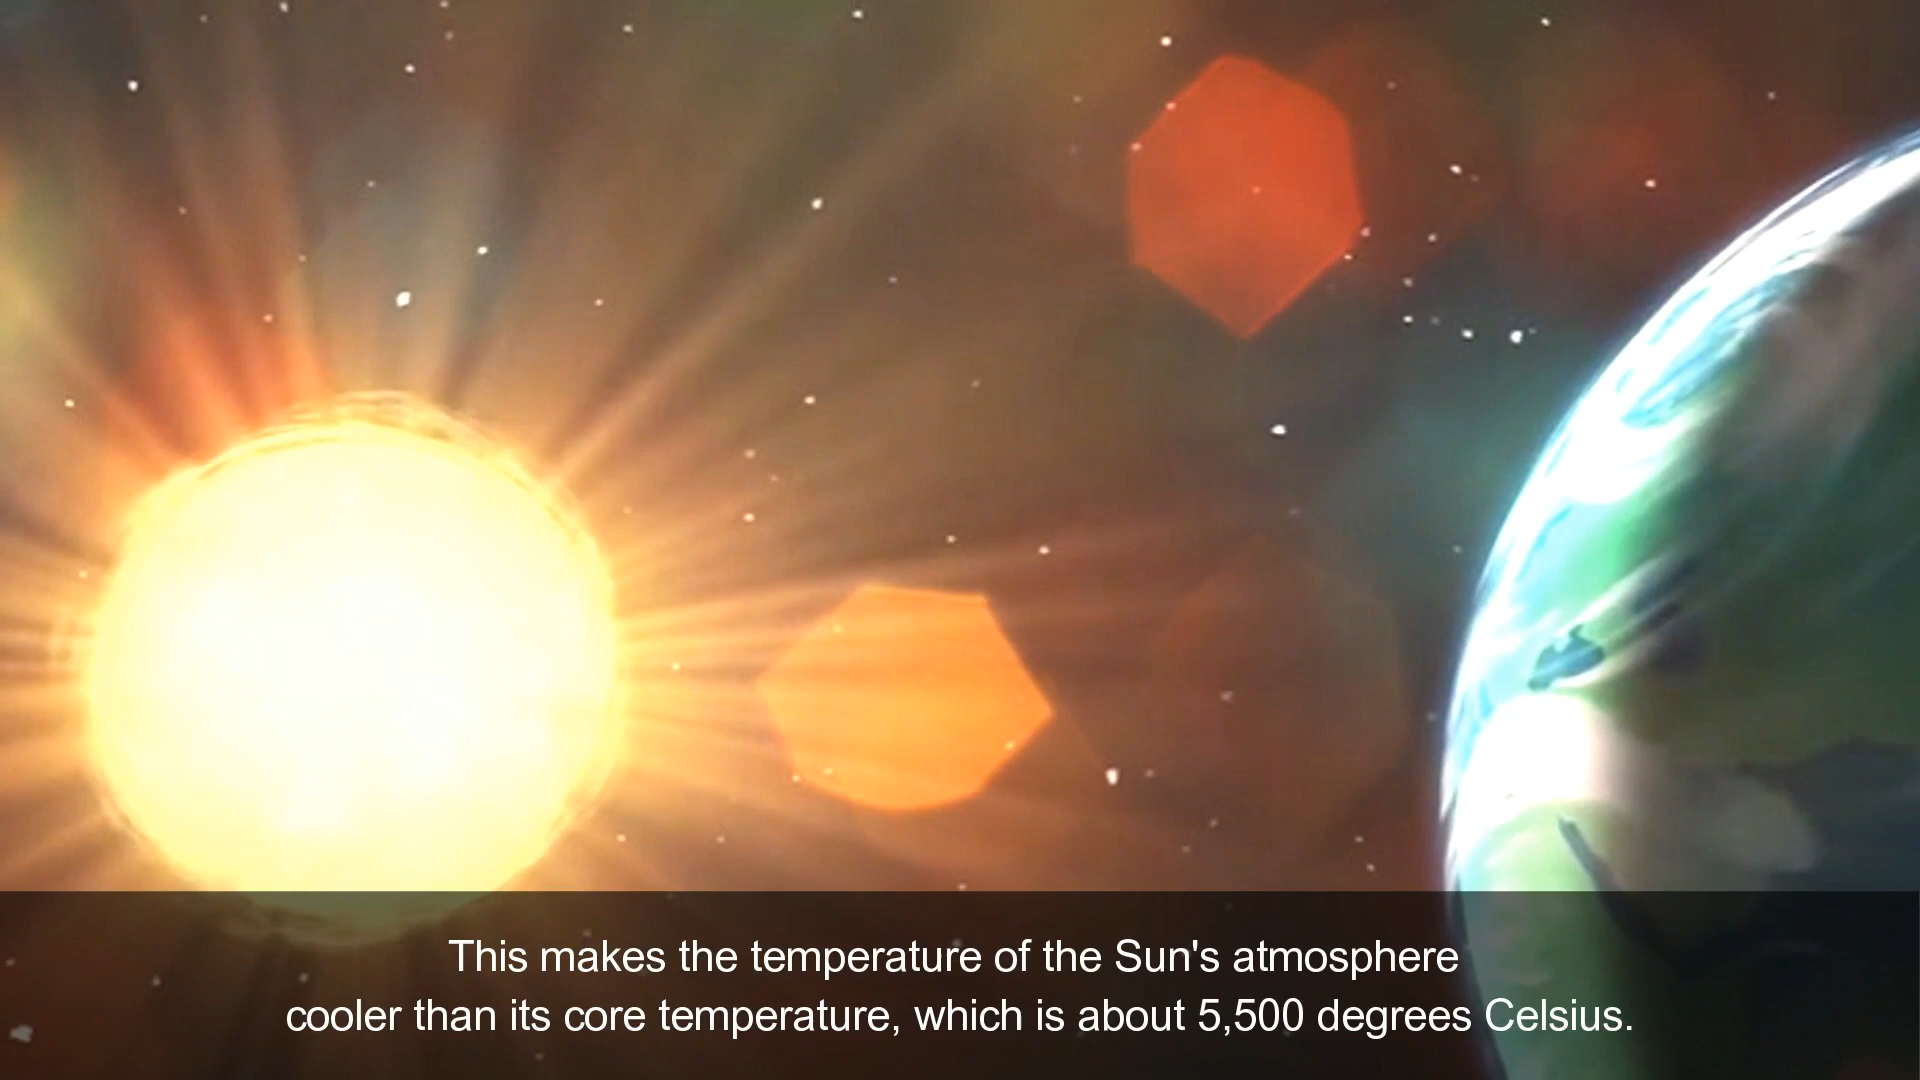 This makes the temperature of the Sun's atmosphere
cooler than its core temperature, which is about 5,500 degrees Celsius.